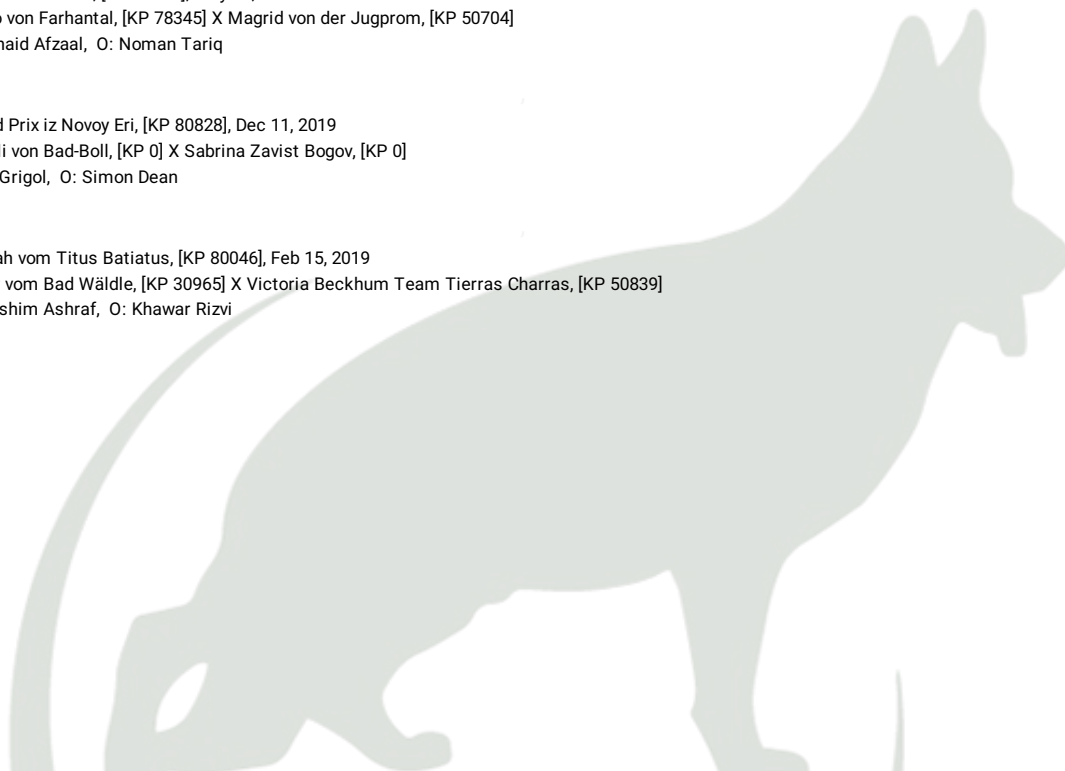 von Farhantal, [KP 78345] X Magrid von der Jugprom, [KP 50704]
Afzaal, O: Noman Tariq
Prix iz Novoy Eri, [KP 80828], Dec 11, 2019
von Bad-Boll, [KP 0] X Sabrina Zavist Bogov, [KP 0]
Grigol, O: Simon Dean
vom Titus Batiatus, [KP 80046], Feb 15, 2019
vom Bad Wäldle, [KP 30965] X Victoria Beckhum Team Tierras Charras, [KP 50839]
Ashraf, O: Khawar Rizvi